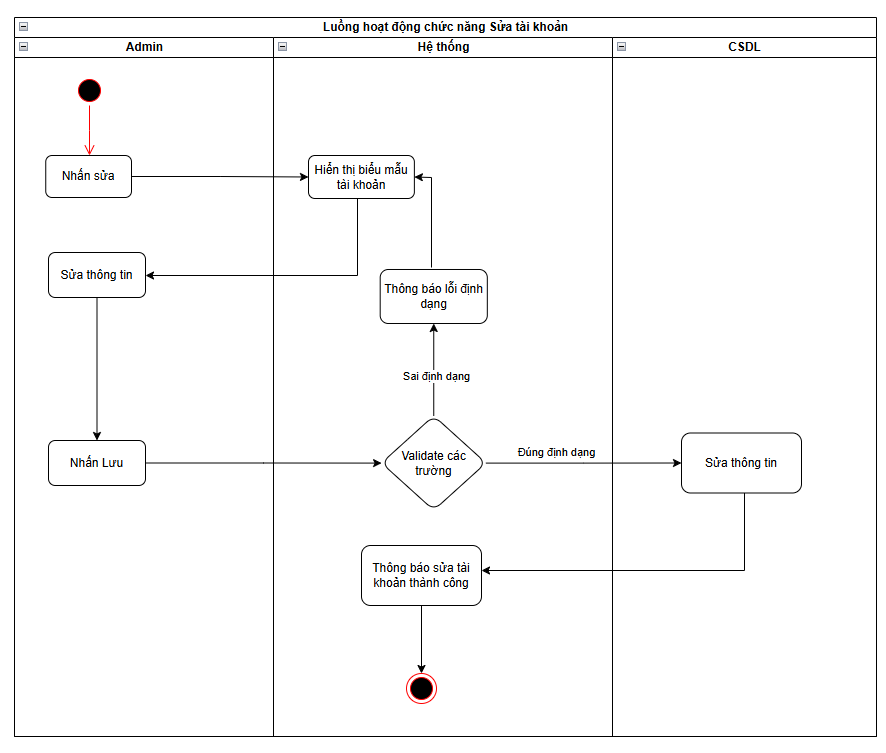 Luồng hoạt động chức năng Sửa tài khoản
Admin
Hệ thống
CSDL
Nhấn sửa
Hiển thị biểu mẫu
tài khoản
Sửa thông tin
Thông báo lỗi định
dạng
Sai định dạng
Nhấn Lưu
Validate các
trường
Đúng định dạng
Sửa thông tin
Thông báo sửa tài
khoản thành công